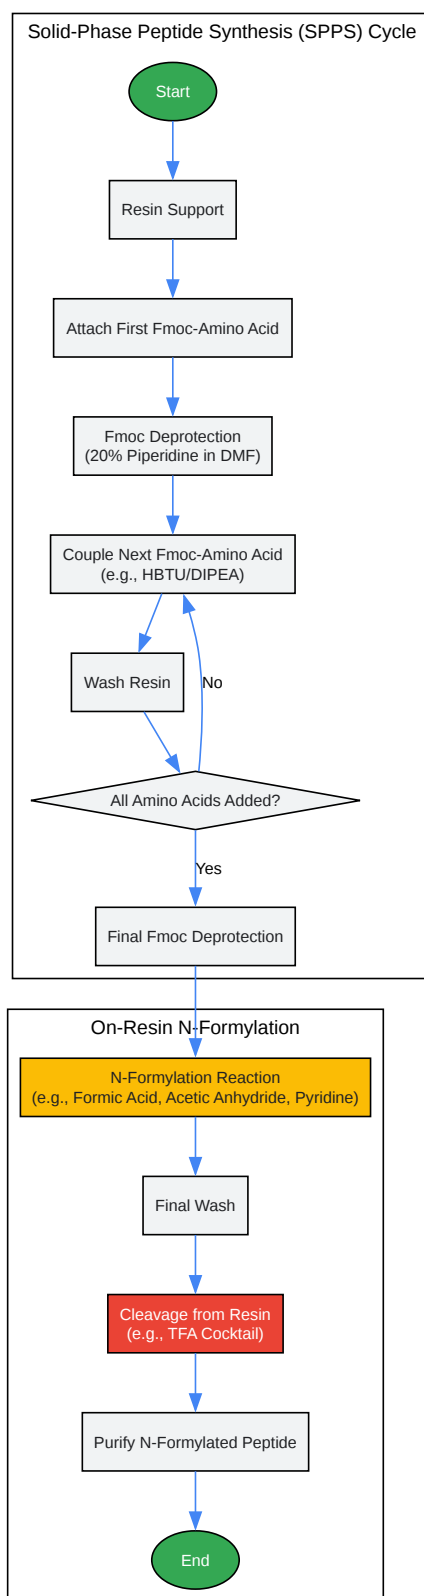 Solid-Phase Peptide Synthesis (SPPS) Cycle
Start
Resin Support
Attach First Fmoc-Amino Acid
Fmoc Deprotection
(20% Piperidine in DMF)
Couple Next Fmoc-Amino Acid
(e.g., HBTU/DIPEA)
Wash Resin
No
All Amino Acids Added?
Yes
Final Fmoc Deprotection
On-Resin N-Formylation
N-Formylation Reaction
(e.g., Formic Acid, Acetic Anhydride, Pyridine)
Final Wash
Cleavage from Resin
(e.g., TFA Cocktail)
Purify N-Formylated Peptide
End